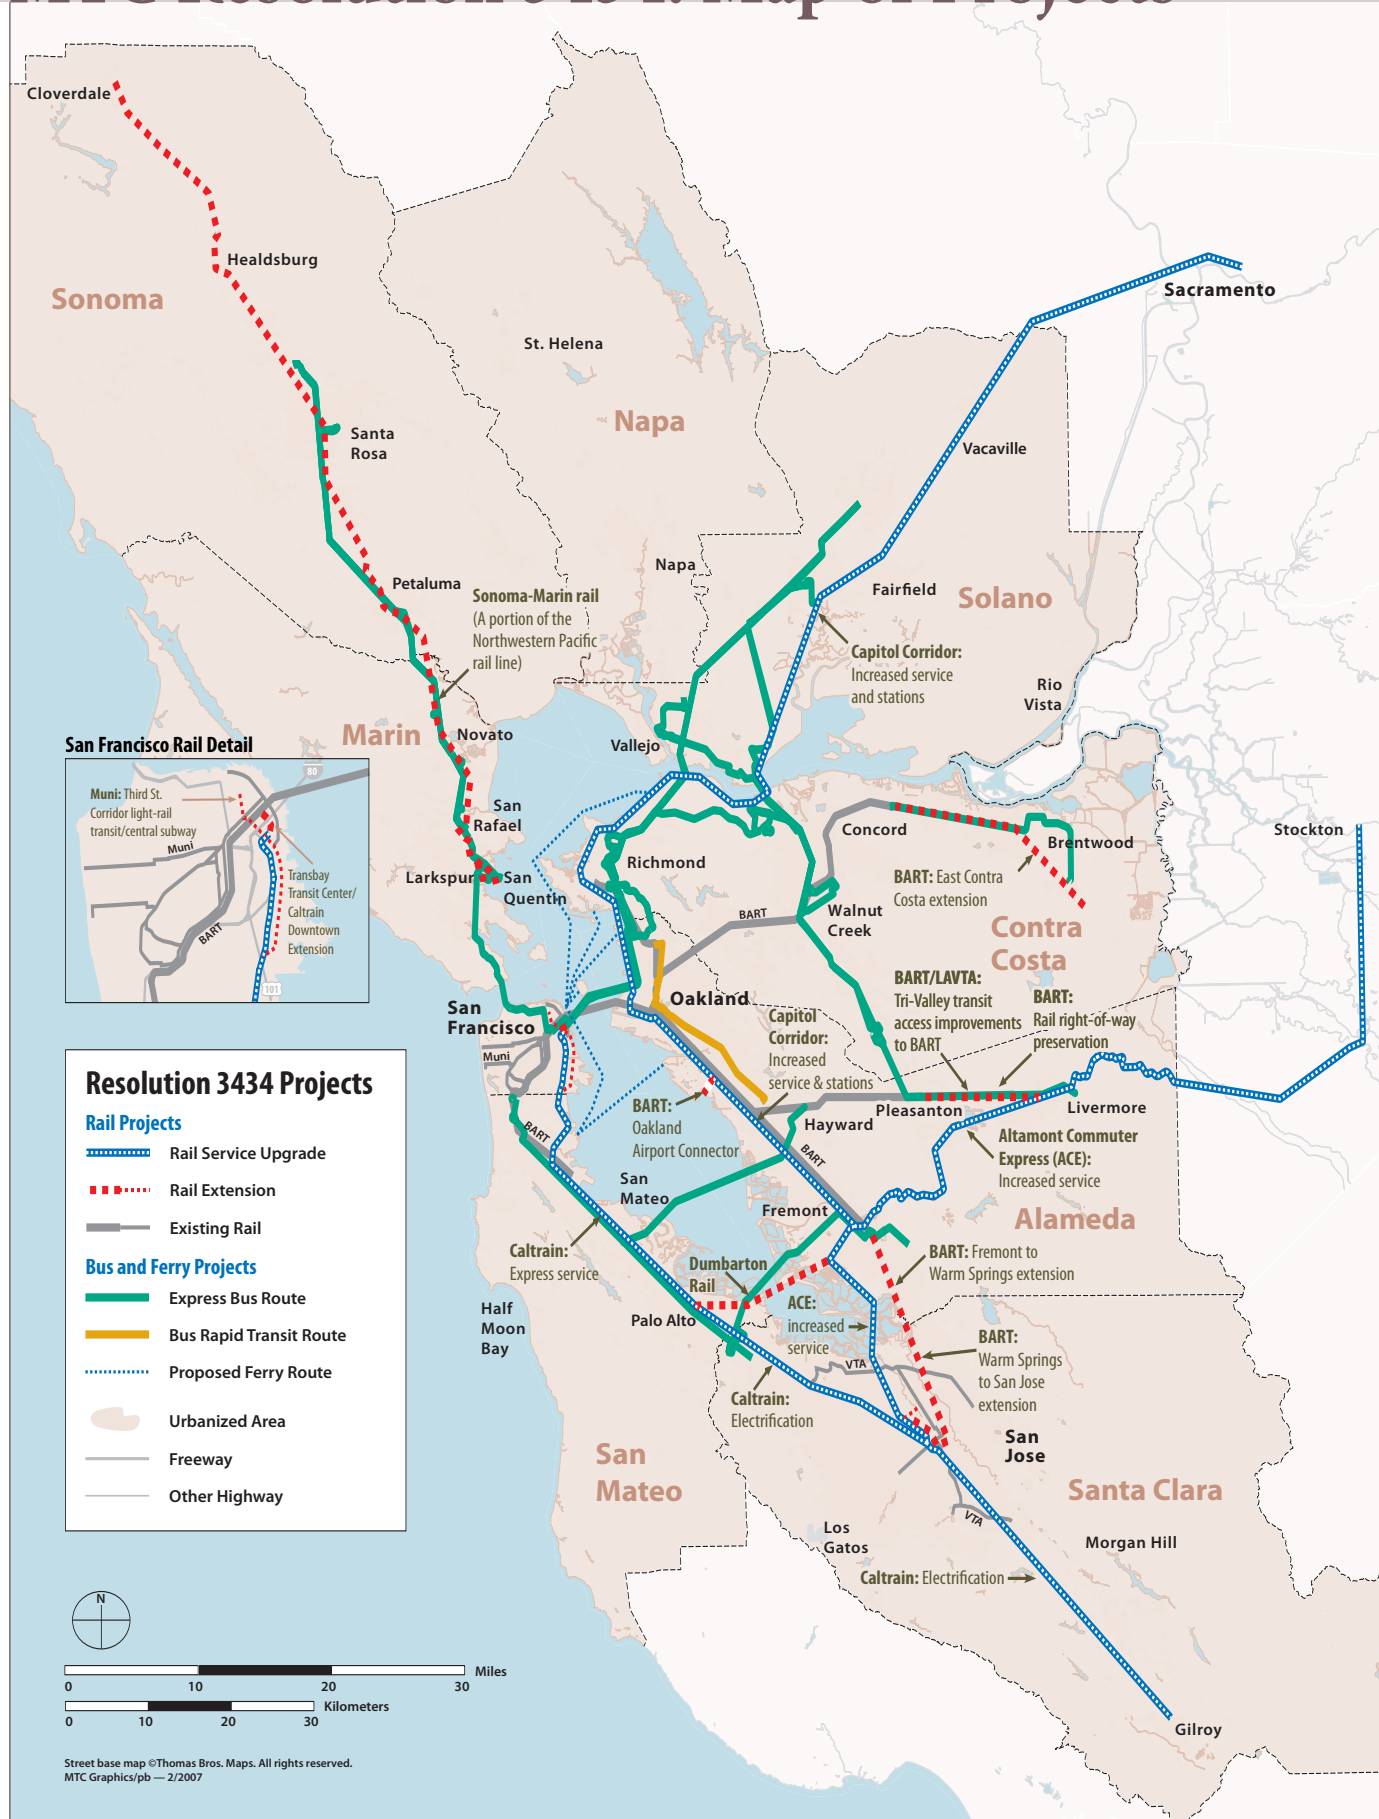 MTC Resolution 3434: Map of Projects
Cloverdale
Healdsburg
Sonoma
Sacramento
St. Helena
Napa
Santa
Rosa
Vacaville
Napa
Petaluma
Fairfield
Solano
Sonoma-Marin rail
(A portion of the
Northwestern Pacific
rail line)
Capitol Corridor:
Increased service
and stations
Rio
Vista
Marin
Novato
Vallejo
San Francisco Rail Detail
80
Muni: Third St.
Corridor light-rail
transit/central subway
Muni
Transbay
Transit Center/
Caltrain
Downtown
Extension
BART
101
San
Rafael
Concord
Brentwood
Stockton
Richmond
Larkspur
San
Quentin
BART: East Contra
Costa extension
BART
Walnut
Creek
Contra
Costa
BART/LAVTA:
Tri-Valley transit
access improvements
to BART
BART:
Rail right-of-way
preservation
San
Francisco
Oakland
Capitol
Corridor:
Increased
service & stations
Muni
BART:
Oakland
Airport Connector
Pleasanton
Livermore
Hayward
BART
BART
Altamont Commuter
Express (ACE):
Increased service
San
Mateo
Fremont
Alameda
Caltrain:
Express service
Dumbarton
Rail
BART: Fremont to
Warm Springs extension
ACE:
increased
service
Half
Moon
Bay
Palo Alto
BART:
Warm Springs
to San Jose
extension
VTA
Caltrain:
Electrification
San
Jose
San
Mateo
Santa Clara
VTA
Los
Gatos
Morgan Hill
Caltrain: Electrification
Gilroy
Resolution 3434 Projects
Rail Projects
Rail Service Upgrade
Rail Extension
Existing Rail
Bus and Ferry Projects
Express Bus Route
Bus Rapid Transit Route
Proposed Ferry Route
Urbanized Area
Freeway
Other Highway
N
Miles
0 10 20 30
Kilometers
0 10 20 30
Street base map ©Thomas Bros. Maps. All rights reserved.
MTC Graphics/pb — 2/2007